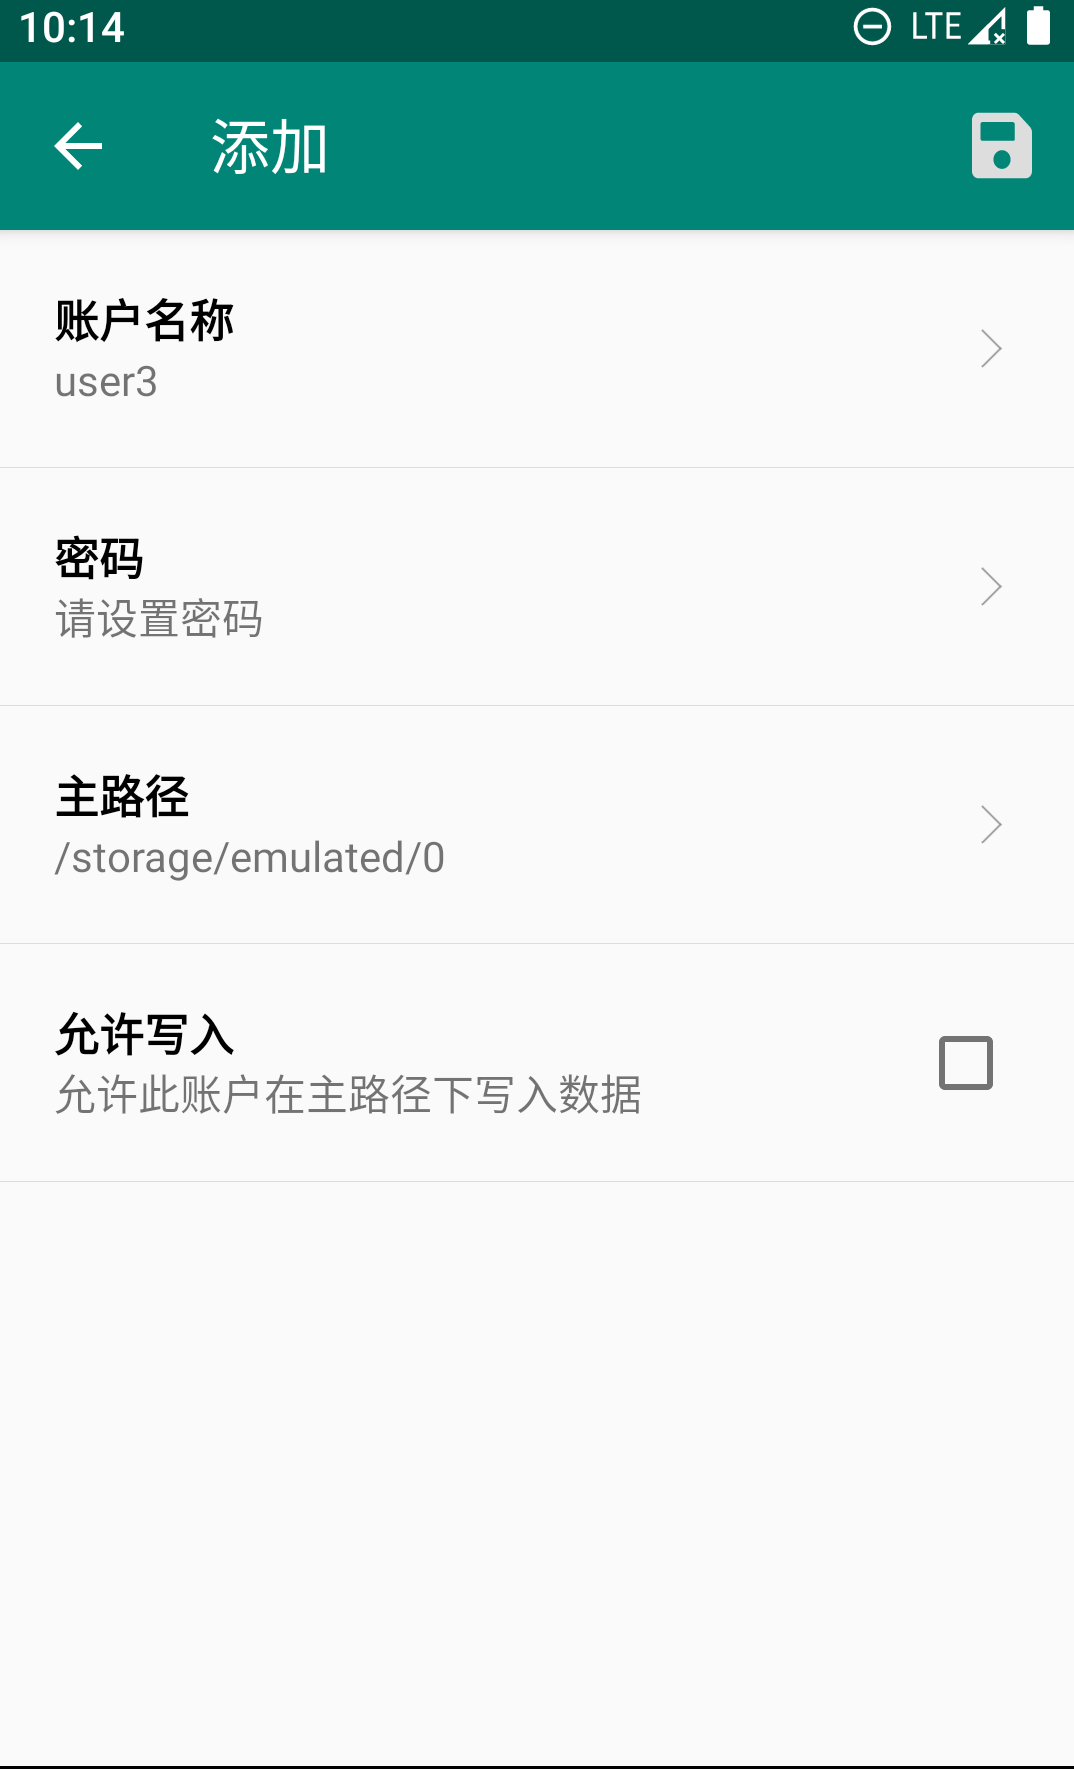 10:14 LTE
添加
账户名称
user3
密码
请设置密码
主路径
/storage/emulated/0
允许写入
允许此账户在主路径下写入数据